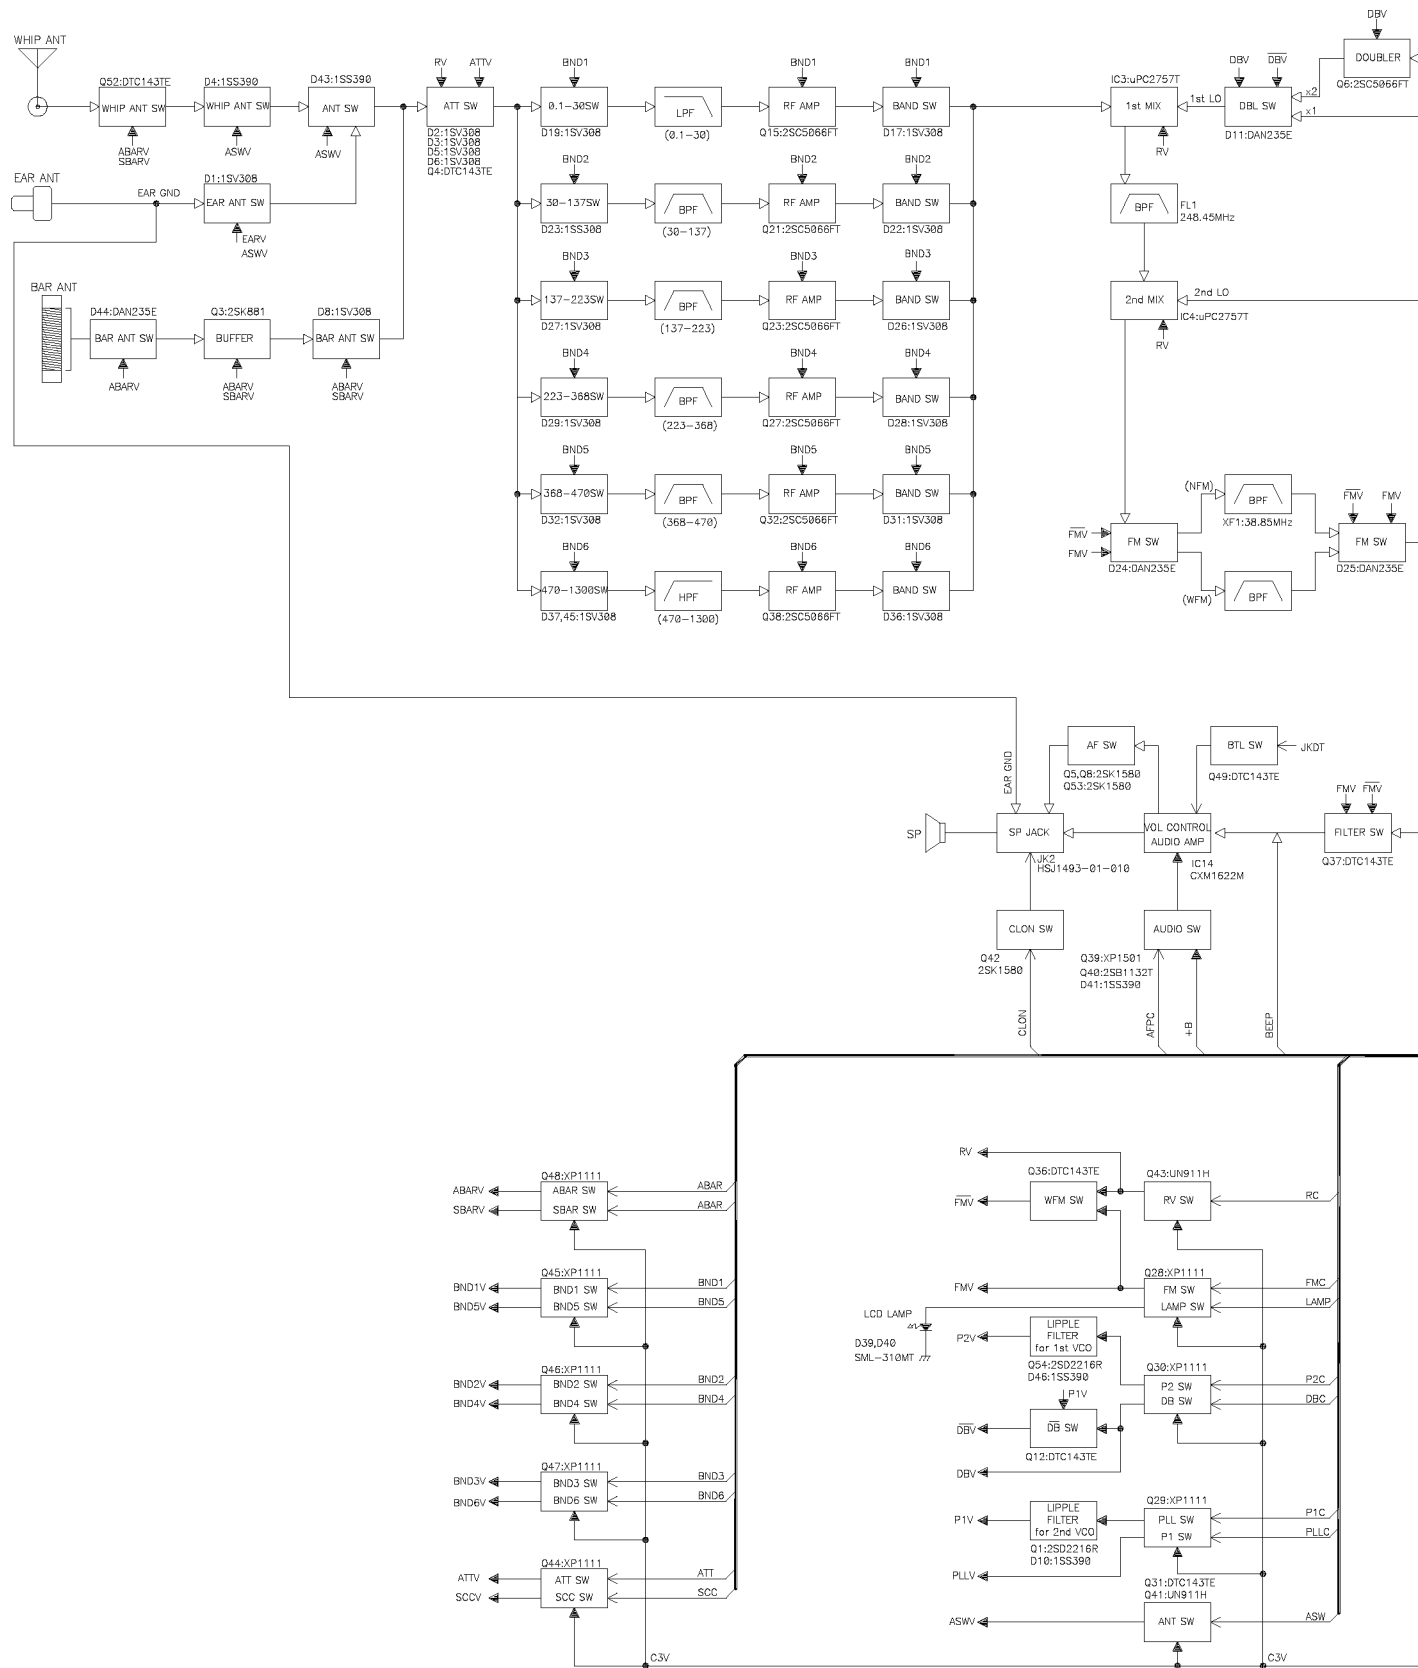 WHIP ANT
Q52:DTC143TE
WHIP ANT SW
ABARV
SBARV
D4:1SS390
WHIP ANT SW
ASWV
D43:1SS390
ANT SW
ASWV
RV
ATTV
ATT SW
D2:1SV308
D3:1SV308
D5:1SV308
D6:1SV308
Q4:DTC143TE
EAR ANT
EAR GND
D1:1SV308
EAR ANT SW
EARV
ASWV
BAR ANT
D44:DAN235E
BAR ANT SW
ABARV
Q3:2SK881
BUFFER
ABARV
SBARV
D8:1SV308
BAR ANT SW
ABARV
SBARV
BND1
0.1-30SW
D19:1SV308
LPF
(0.1-30)
BND1
RF AMP
Q15:2SC5066FT
BND1
BAND SW
D17:1SV308
BND2
30-137SW
D23:1SS308
BPF
(30-137)
BND2
RF AMP
Q21:2SC5066FT
BND2
BAND SW
D22:1SV308
BND3
137-223SW
D27:1SV308
BPF
(137-223)
BND3
RF AMP
Q23:2SC5066FT
BND3
BAND SW
D26:1SV308
BND4
223-368SW
D29:1SV308
BPF
(223-368)
BND4
RF AMP
Q27:2SC5066FT
BND4
BAND SW
D28:1SV308
BND5
368-470SW
D32:1SV308
BPF
(368-470)
BND5
RF AMP
Q32:2SC5066FT
BND5
BAND SW
D31:1SV308
BND6
470-1300SW
D37,45:1SV308
HPF
(470-1300)
BND6
RF AMP
Q38:2SC5066FT
BND6
BAND SW
D36:1SV308
IC3:uPC2757T
1st MIX
RV
1st LO
DBV
DBV
DBL SW
D11:DAN235E
x2
x1
DBV
DOUBLER
Q6:2SC5066FT
BPF
FL1
248.45MHz
2nd MIX
2nd LO
IC4:uPC2757T
RV
FMV
FMV
FM SW
D24:DAN235E
(NFM)
BPF
XF1:38.85MHz
(WFM)
BPF
FMV
FMV
FM SW
D25:DAN235E
EAR GND
AF SW
Q5,Q8:2SK1580
Q53:2SK1580
BTL SW
JKDT
Q49:DTC143TE
SP
SP JACK
JK2
HSJ1493-01-010
VOL CONTROL
AUDIO AMP
IC14
CXM1622M
FMV
FMV
FILTER SW
Q37:DTC143TE
CLON SW
Q42
2SK1580
AUDIO SW
Q39:XP1501
Q40:2SB1132T
D41:1SS390
CLON
AFPC
+B
BEEP
Q48:XP1111
ABARV
ABAR SW
ABAR
SBARV
SBAR SW
ABAR
Q45:XP1111
BND1V
BND1 SW
BND1
BND5V
BND5 SW
BND5
Q46:XP1111
BND2V
BND2 SW
BND2
BND4V
BND4 SW
BND4
Q47:XP1111
BND3V
BND3 SW
BND3
BND6V
BND6 SW
BND6
Q44:XP1111
ATTV
ATT SW
ATT
SCCV
SCC SW
SCC
C3V
RV
Q36:DTC143TE
FMV
WFM SW
Q43:UN911H
RV SW
RC
FMV
Q28:XP1111
FM SW
FMC
LAMP SW
LAMP
LCD LAMP
D39,D40
SML-310MT
P2V
LIPPLE
FILTER
for 1st VCO
Q54:2SD2216R
D46:1SS390
Q30:XP1111
P2 SW
P2C
DB SW
DBC
P1V
DBV
DB SW
Q12:DTC143TE
DBV
P1V
LIPPLE
FILTER
for 2nd VCO
Q1:2SD2216R
D10:1SS390
Q29:XP1111
PLL SW
P1C
P1 SW
PLLC
PLLV
Q31:DTC143TE
Q41:UN911H
ASWV
ANT SW
ASW
C3V